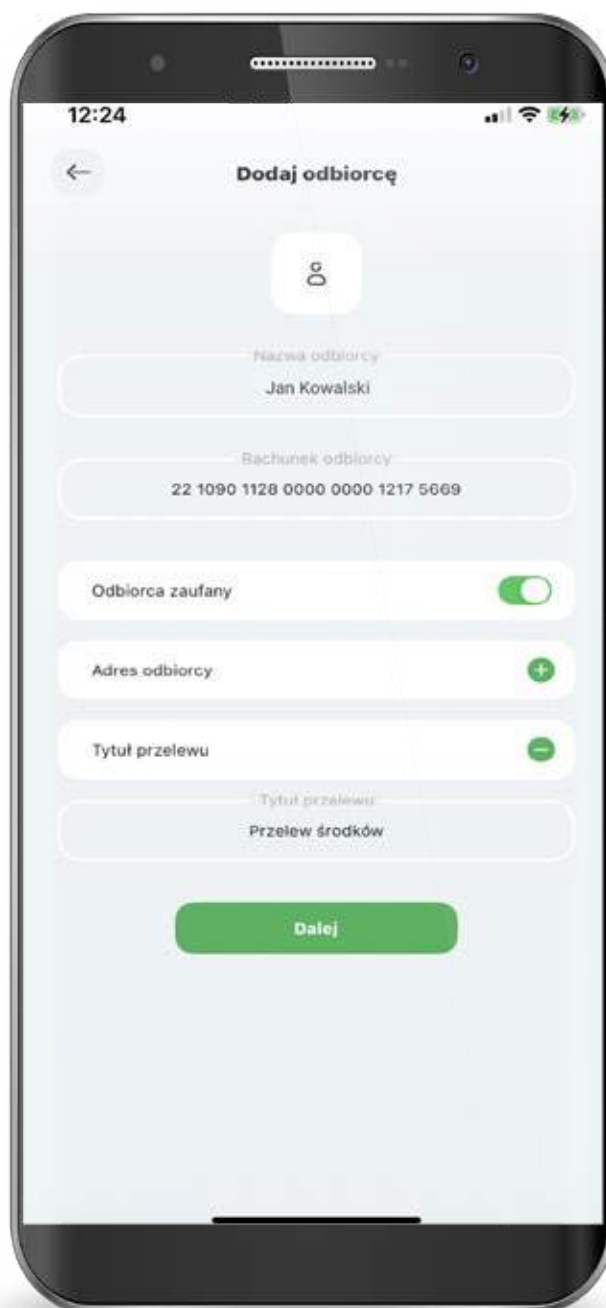 12:24
Dodaj odbiorcę
Nazwa odbiorcy
Jan Kowalski
Rachunek odbiorcy
22 1090 1128 0000 0000 1217 5669
Odbiorca zaufany
Adres odbiorcy
Tytuł przelewu
Tytuł przelewu
Przelew środków
Dalej